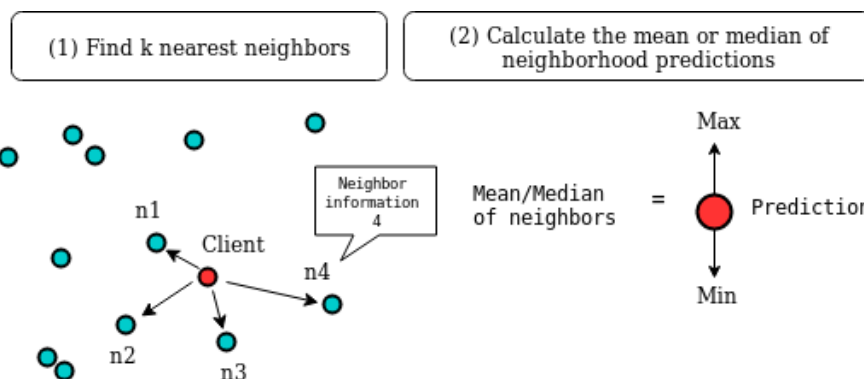 (1) Find k nearest neighbors
(2) Calculate the mean or median of
neighborhood predictions
Max
Neighbor
information
4
Mean/Median
of neighbors
=
Prediction
n1
Client
n4
Min
n2
n3